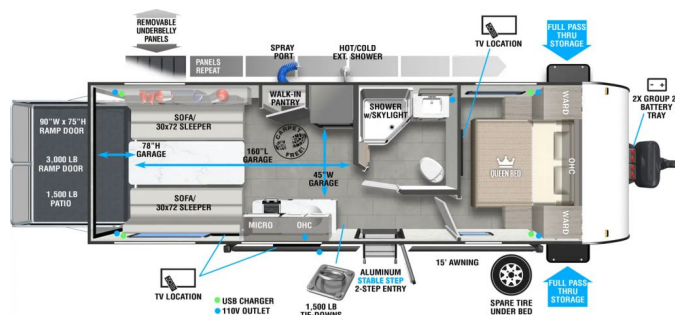 REMOVABLE
UNDERBELLY
PANELS
PANELS
REPEAT
SPRAY
PORT
HOT/COLD
EXT. SHOWER
TV LOCATION
FULL PASS
THRU
STORAGE
WALK-IN
PANTRY
SHOWER
w/SKYLIGHT
WARD
2X GROUP 2
BATTERY
TRAY
90"W x 75"H
RAMP DOOR
3,000 LB
RAMP DOOR
1,500 LB
PATIO
SOFA/
30x72 SLEEPER
78"H
GARAGE
160"L
GARAGE
CARPET
FREE!
45"W
GARAGE
QUEEN BED
OHC
SOFA/
30x72 SLEEPER
MICRO
OHC
WARD
TV LOCATION
USB CHARGER
110V OUTLET
1,500 LB
TIE-DOWNS
ALUMINUM
STABLE STEP
2-STEP ENTRY
15' AWNING
SPARE TIRE
UNDER BED
FULL PASS
THRU
STORAGE